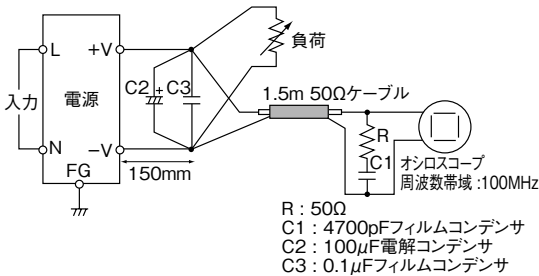 L
+V
負荷
C2
+
C3
1.5m 50Ωケーブル
入力
電源
R
N
−V
C1
オシロスコープ
FG
150mm
周波数帯域:100MHz
R : 50Ω
C1 : 4700pFフィルムコンデンサ
C2 : 100μF電解コンデンサ
C3 : 0.1μFフィルムコンデンサ